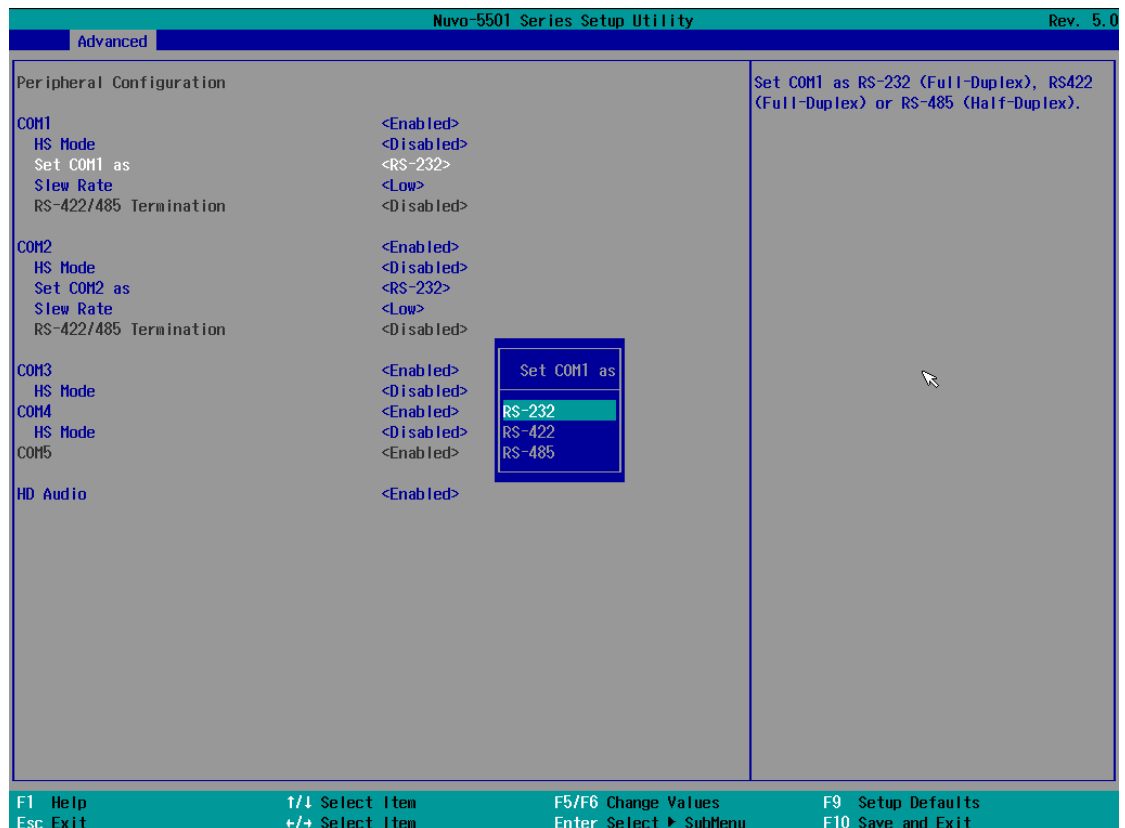 Nuvo-5501 Series Setup Utility Rev. 5.0
Advanced
Peripheral Configuration
COM1 <Enabled>
HS Mode <Disabled>
Set COM1 as <RS-232>
Slew Rate <Low>
RS-422/485 Termination <Disabled>
COM2 <Enabled>
HS Mode <Disabled>
Set COM2 as <RS-232>
Slew Rate <Low>
RS-422/485 Termination <Disabled>
COM3 <Enabled>
HS Mode <Disabled>
COM4 <Enabled>
HS Mode <Disabled>
COM5 <Enabled>
HD Audio <Enabled>
Set COM1 as
RS-232
RS-422
RS-485
Set COM1 as RS-232 (Full-Duplex), RS422
(Full-Duplex) or RS-485 (Half-Duplex).
F1 Help ↑/↓ Select Item F5/F6 Change Values F9 Setup Defaults
Esc Exit ←/→ Select Item Enter Select ▶ SubMenu F10 Save and Exit